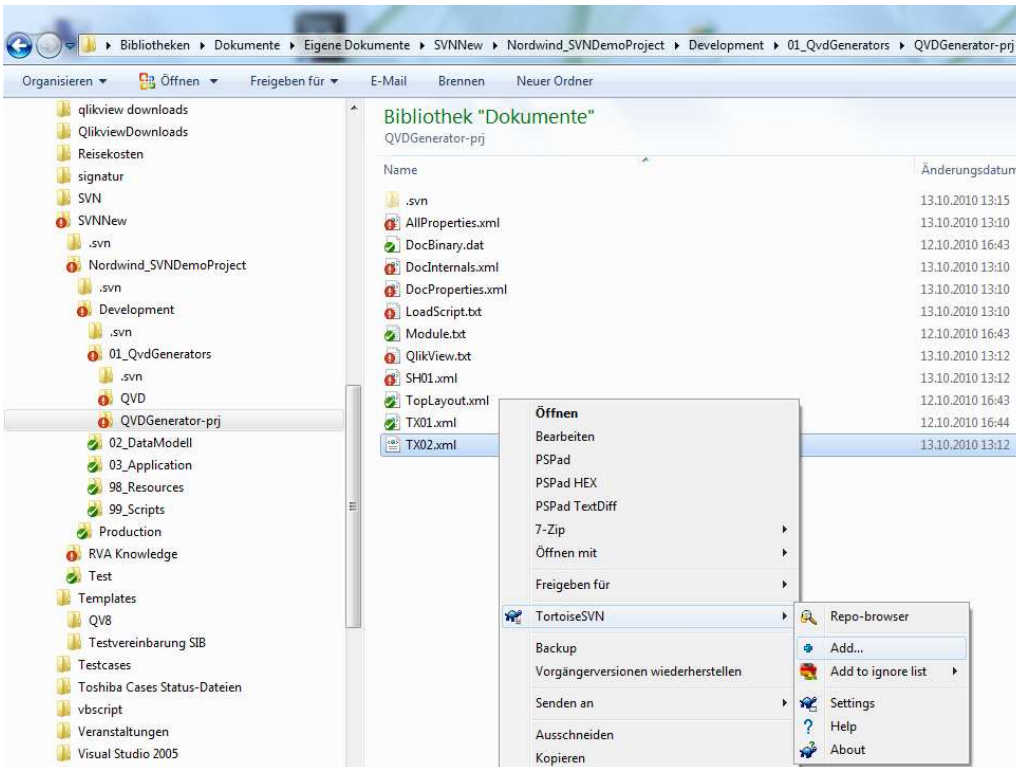 Bibliotheken ▸ Dokumente ▸ Eigene Dokumente ▸ SVNNew ▸ Nordwind_SVNDemoProject ▸ Development ▸ 01_QvdGenerators ▸ QVDGenerator-prj
Organisieren Öffnen Freigeben für E-Mail Brennen Neuer Ordner
qlikview downloads
QlikviewDownloads
Reisekosten
signatur
SVN
SVNNew
.svn
Nordwind_SVNDemoProject
.svn
Development
.svn
01_QvdGenerators
.svn
QVD
QVDGenerator-prj
02_DataModell
03_Application
98_Resources
99_Scripts
Production
RVA Knowledge
Test
Templates
QV8
Testvereinbarung SIB
Testcases
Toshiba Cases Status-Dateien
vbscript
Veranstaltungen
Visual Studio 2005
Bibliothek "Dokumente"
QVDGenerator-prj
Name Änderungsdatum
.svn 13.10.2010 13:15
AllProperties.xml 13.10.2010 13:10
DocBinary.dat 12.10.2010 16:43
DocInternals.xml 13.10.2010 13:10
DocProperties.xml 13.10.2010 13:10
LoadScript.txt 13.10.2010 13:10
Module.txt 12.10.2010 16:43
QlikView.txt 13.10.2010 13:12
SH01.xml 13.10.2010 13:12
TopLayout.xml 12.10.2010 16:43
TX01.xml 12.10.2010 16:44
TX02.xml 13.10.2010 13:12
Öffnen
Bearbeiten
PSPad
PSPad HEX
PSPad TextDiff
7-Zip
Öffnen mit
Freigeben für
TortoiseSVN
Backup
Vorgängerversionen wiederherstellen
Senden an
Ausschneiden
Kopieren
Repo-browser
Add...
Add to ignore list
Settings
Help
About